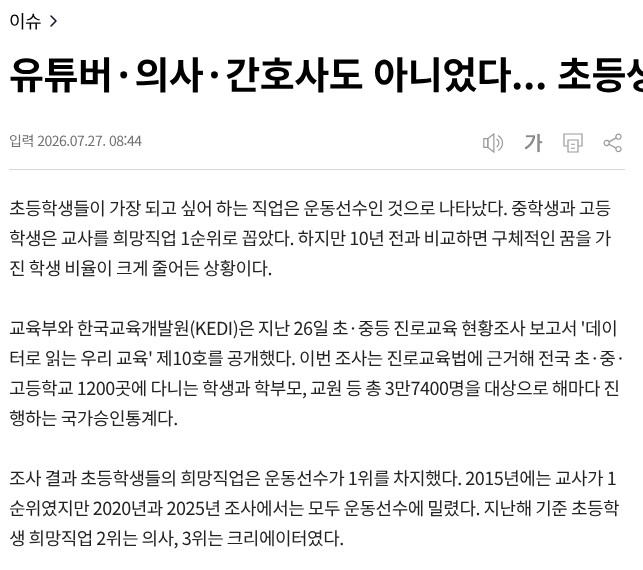 이슈 >
유튜버·의사·간호사도 아니었다... 초등
입력 2026.07.27. 08:44
가
초등학생들이 가장 되고 싶어 하는 직업은 운동선수인 것으로 나타났다. 중학생과 고등
학생은 교사를 희망직업 1순위로 꼽았다. 하지만 10년 전과 비교하면 구체적인 꿈을 가
진 학생 비율이 크게 줄어든 상황이다.
교육부와 한국교육개발원(KEDI)은 지난 26일 초·중등 진로교육 현황조사 보고서 '데이
터로 읽는 우리 교육' 제10호를 공개했다. 이번 조사는 진로교육법에 근거해 전국 초·중·
고등학교 1200곳에 다니는 학생과 학부모, 교원 등 총 3만7400명을 대상으로 해마다 진
행하는 국가승인통계다.
조사 결과 초등학생들의 희망직업은 운동선수가 1위를 차지했다. 2015년에는 교사가 1
순위였지만 2020년과 2025년 조사에서는 모두 운동선수에 밀렸다. 지난해 기준 초등학
생 희망직업 2위는 의사, 3위는 크리에이터였다.